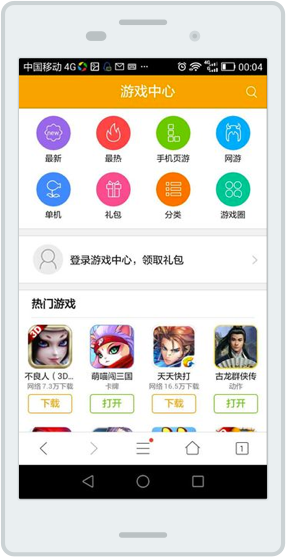 中国移动 4G 00:04
游戏中心
new
最新 最热 手机页游 网游
单机 礼包 分类 游戏圈
登录游戏中心，领取礼包
热门游戏
3D
不良人（3D... 萌喵闯三国 天天快打 古龙群侠传
网络 7.3万下载 卡牌 网络 16.5万下载 动作
下载 打开 下载 打开
1